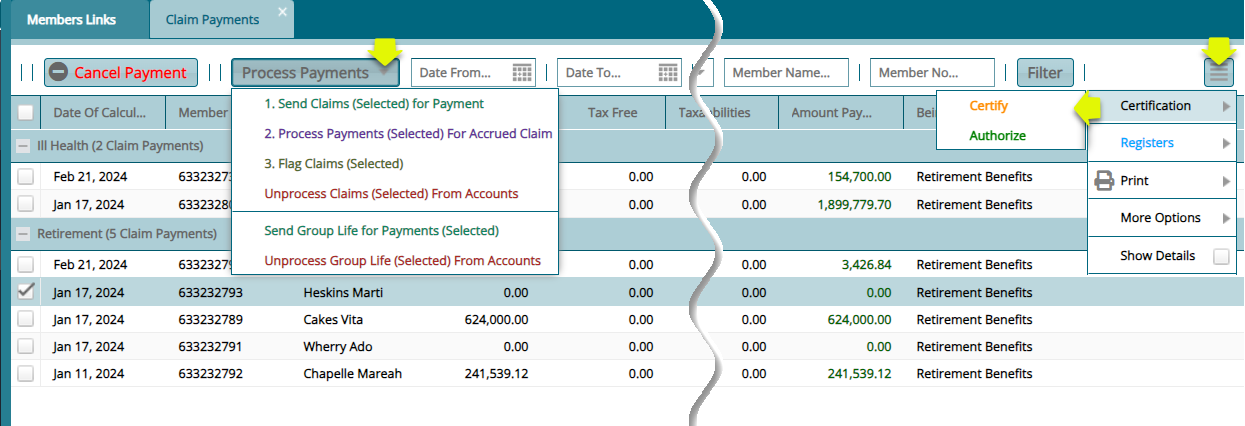 Members Links
Claim Payments
Cancel Payment
Process Payments
Date From...
Date To...
Member Name...
Member No...
Filter
1. Send Claims (Selected) for Payment
2. Process Payments (Selected) For Accrued Claim
3. Flag Claims (Selected)
Unprocess Claims (Selected) From Accounts
Send Group Life for Payments (Selected)
Unprocess Group Life (Selected) From Accounts
Certify
Authorize
Certification
Registers
Print
More Options
Show Details
Date Of Calcul... Member Tax Free Amount Pay...
Ill Health (2 Claim Payments)
Feb 21, 2024 0.00 0.00 154,700.00 Retirement Benefits
Jan 17, 2024 0.00 0.00 1,899,779.70 Retirement Benefits
Retirement (5 Claim Payments)
Feb 21, 2024 0.00 0.00 3,426.84 Retirement Benefits
Jan 17, 2024 633232793 Heskins Marti 0.00 0.00 0.00 0.00 Retirement Benefits
Jan 17, 2024 633232789 Cakes Vita 624,000.00 0.00 0.00 624,000.00 Retirement Benefits
Jan 17, 2024 633232791 Wherry Ado 0.00 0.00 0.00 0.00 Retirement Benefits
Jan 11, 2024 633232792 Chapelle Mareah 241,539.12 0.00 0.00 241,539.12 Retirement Benefits